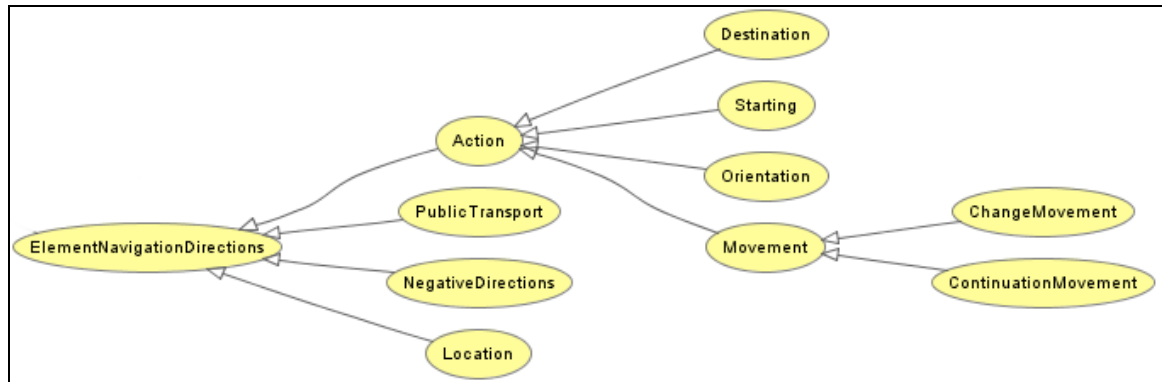 Destination
Starting
Action
Orientation
PublicTransport
ChangeMovement
ElementNavigationDirections
Movement
NegativeDirections
ContinuationMovement
Location